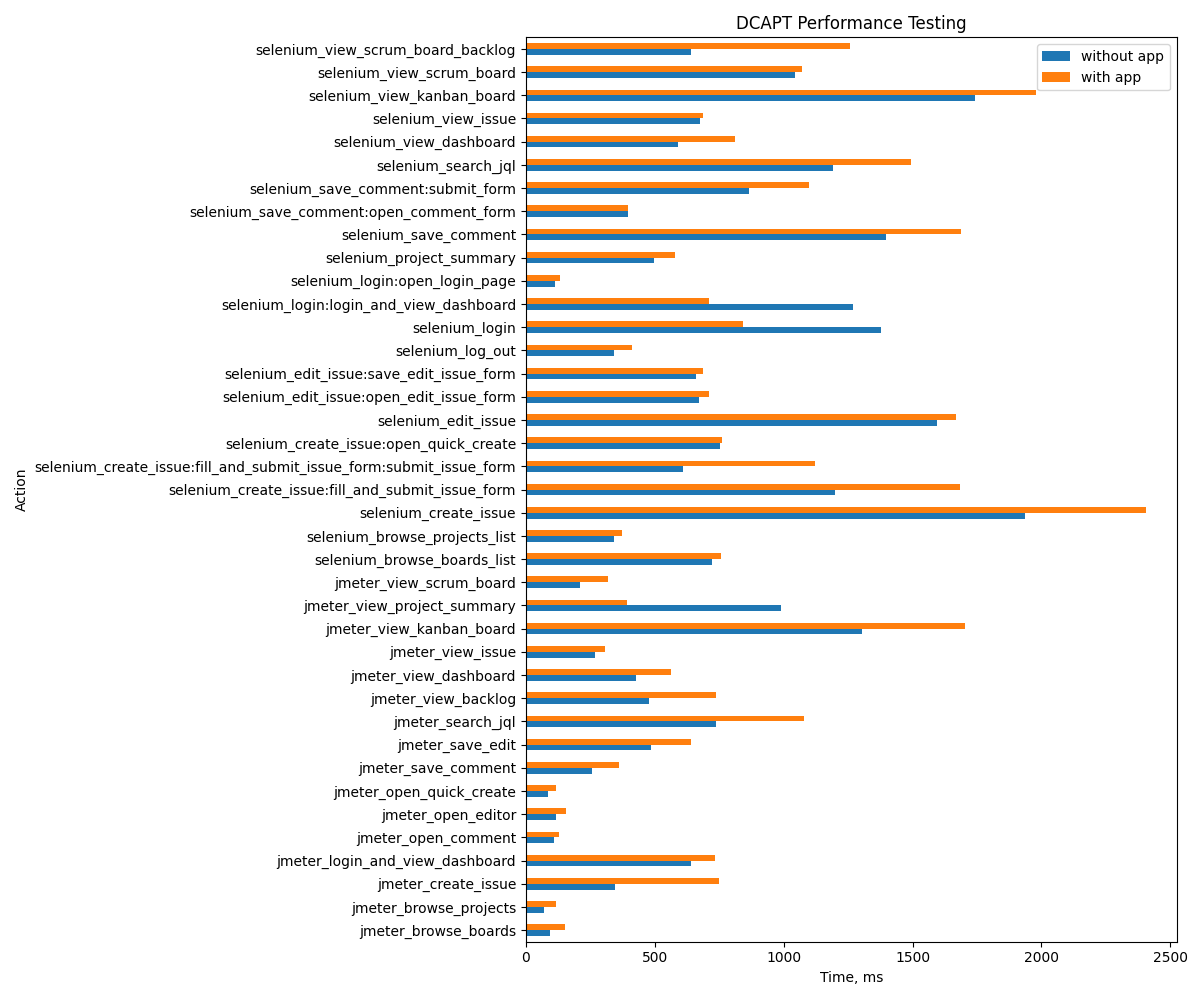 DCAPT Performance Testing
without app
with app
selenium_view_scrum_board_backlog
selenium_view_scrum_board
selenium_view_kanban_board
selenium_view_issue
selenium_view_dashboard
selenium_search_jql
selenium_save_comment:submit_form
selenium_save_comment:open_comment_form
selenium_save_comment
selenium_project_summary
selenium_login:open_login_page
selenium_login:login_and_view_dashboard
selenium_login
selenium_log_out
selenium_edit_issue:save_edit_issue_form
selenium_edit_issue:open_edit_issue_form
selenium_edit_issue
selenium_create_issue:open_quick_create
selenium_create_issue:fill_and_submit_issue_form:submit_issue_form
selenium_create_issue:fill_and_submit_issue_form
selenium_create_issue
selenium_browse_projects_list
selenium_browse_boards_list
jmeter_view_scrum_board
jmeter_view_project_summary
jmeter_view_kanban_board
jmeter_view_issue
jmeter_view_dashboard
jmeter_view_backlog
jmeter_search_jql
jmeter_save_edit
jmeter_save_comment
jmeter_open_quick_create
jmeter_open_editor
jmeter_open_comment
jmeter_login_and_view_dashboard
jmeter_create_issue
jmeter_browse_projects
jmeter_browse_boards
Action
0 500 1000 1500 2000 2500
Time, ms